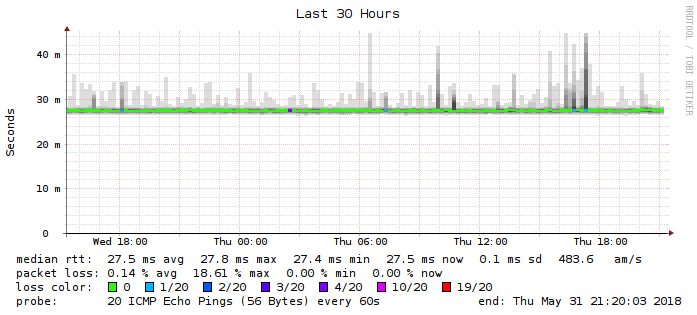 Last 30 Hours
RRDTOOL / TOBI OETIKER
Seconds
40 m
30 m
20 m
10 m
0
Wed 18:00 Thu 00:00 Thu 06:00 Thu 12:00 Thu 18:00
median rtt: 27.5 ms avg 27.8 ms max 27.4 ms min 27.5 ms now 0.1 ms sd 483.6 am/s
packet loss: 0.14 % avg 18.61 % max 0.00 % min 0.00 % now
loss color: 0 1/20 2/20 3/20 4/20 10/20 19/20
probe: 20 ICMP Echo Pings (56 Bytes) every 60s end: Thu May 31 21:20:03 2018